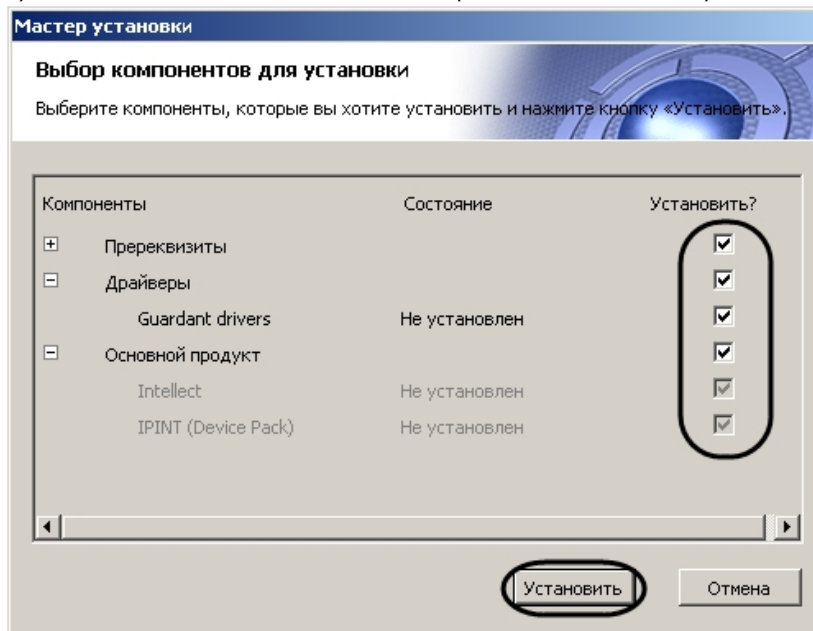 Мастер установки
Выбор компонентов для установки
Выберите компоненты, которые вы хотите установить и нажмите кнопку «Установить».
Компоненты Состояние Установить?
Пререквизиты
Драйверы
Guardant drivers Не установлен
Основной продукт
Intellect Не установлен
IPINT (Device Pack) Не установлен
Установить Отмена